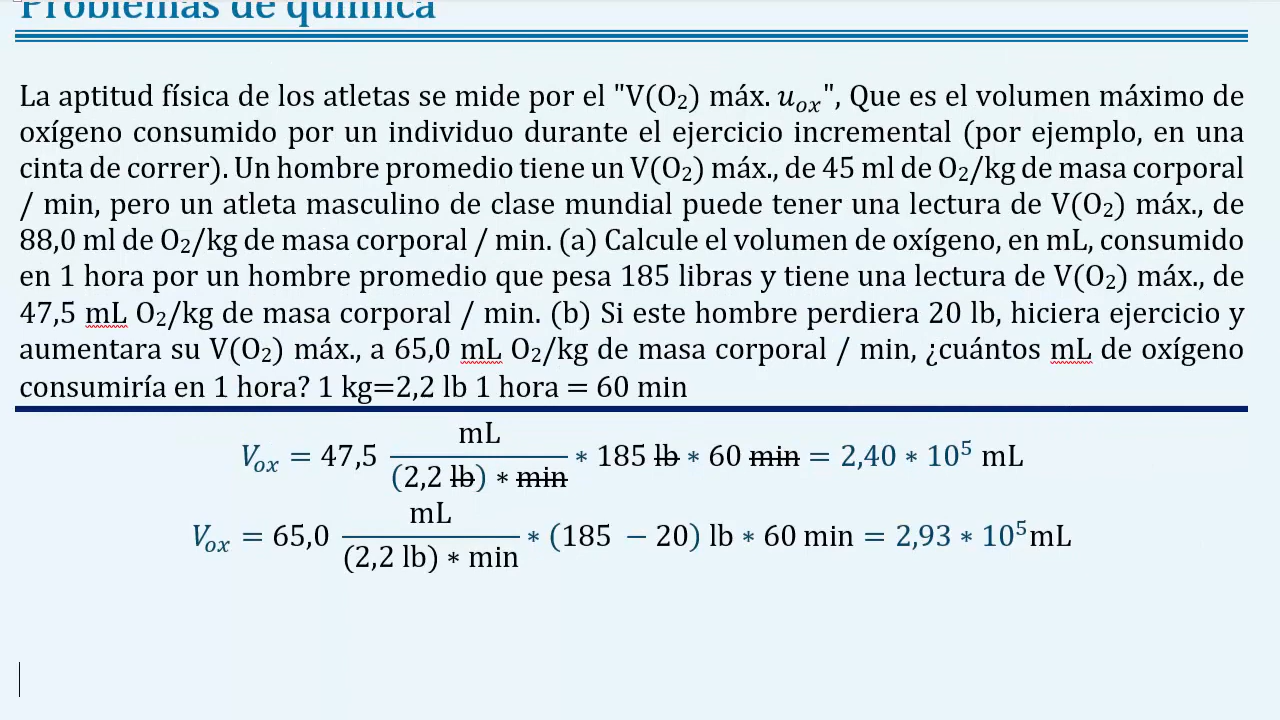 Problemas de química
La aptitud física de los atletas se mide por el "V(O₂) máx. uₒₓ", Que es el volumen máximo de
oxígeno consumido por un individuo durante el ejercicio incremental (por ejemplo, en una
cinta de correr). Un hombre promedio tiene un V(O₂) máx., de 45 ml de O₂/kg de masa corporal
/ min, pero un atleta masculino de clase mundial puede tener una lectura de V(O₂) máx., de
88,0 ml de O₂/kg de masa corporal / min. (a) Calcule el volumen de oxígeno, en mL, consumido
en 1 hora por un hombre promedio que pesa 185 libras y tiene una lectura de V(O₂) máx., de
47,5 mL O₂/kg de masa corporal / min. (b) Si este hombre perdiera 20 lb, hiciera ejercicio y
aumentara su V(O₂) máx., a 65,0 mL O₂/kg de masa corporal / min, ¿cuántos mL de oxígeno
consumiría en 1 hora? 1 kg=2,2 lb 1 hora = 60 min
Vₒₓ = 47,5 mL / (2,2 lb) * min * 185 lb * 60 min = 2,40 * 10⁵ mL
Vₒₓ = 65,0 mL / (2,2 lb) * min * (185 − 20) lb * 60 min = 2,93 * 10⁵mL